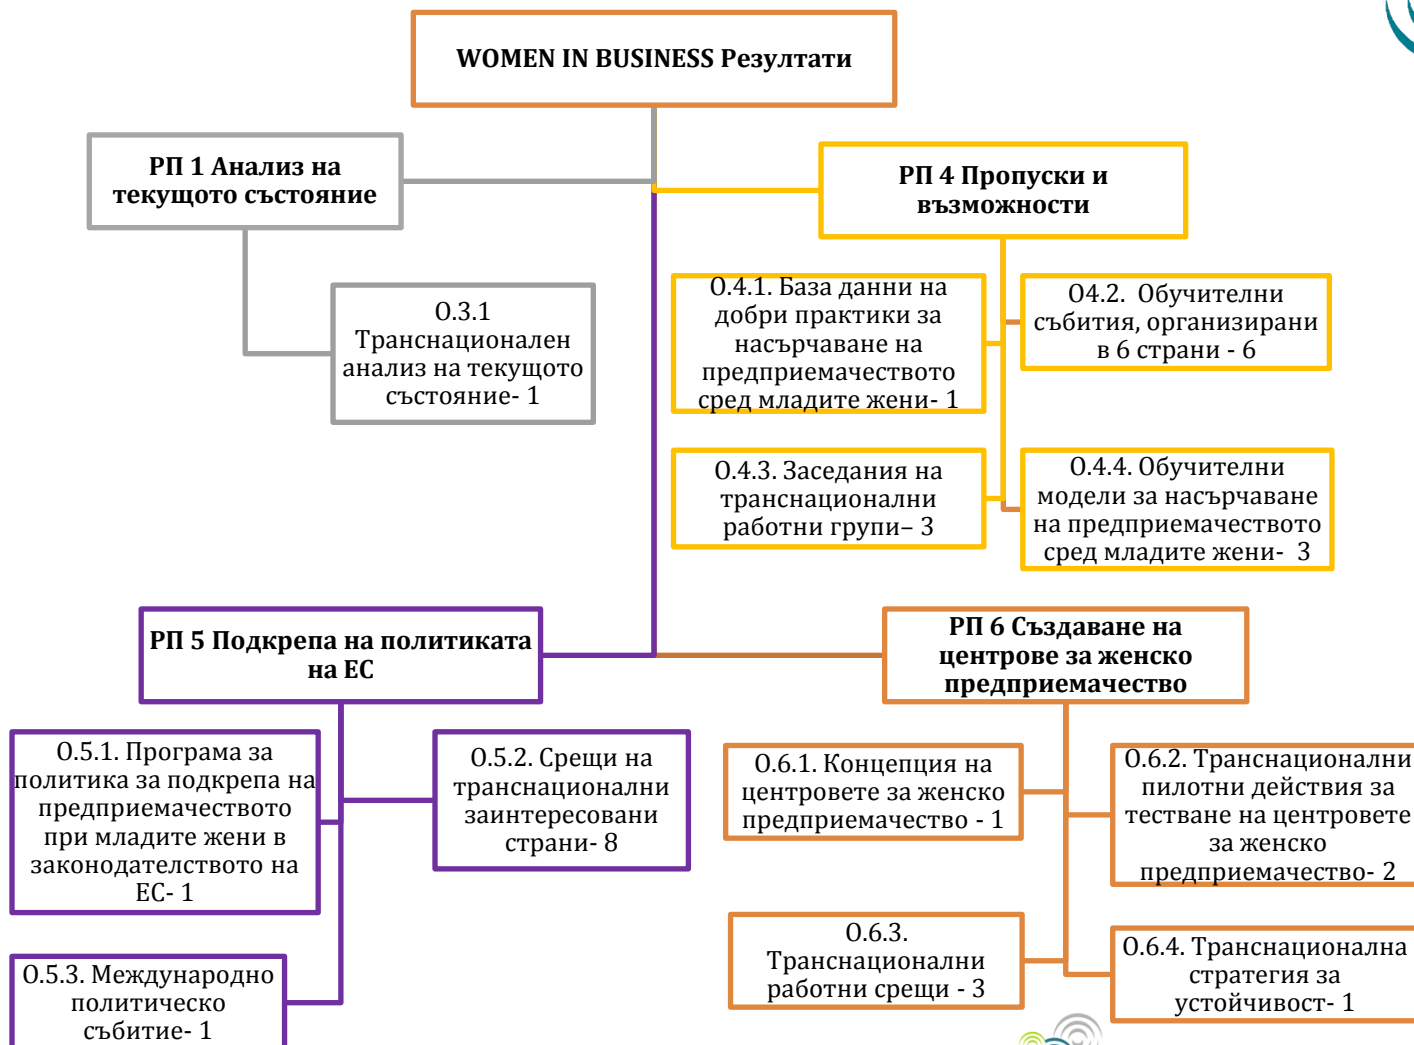 WOMEN IN BUSINESS Резултати
РП 1 Анализ на
текущото състояние
О.3.1
Транснационален
анализ на текущото
състояние- 1
РП 4 Пропуски и
възможности
О.4.1. База данни на
добри практики за
насърчаване на
предприемачеството
сред младите жени- 1
О4.2.  Обучителни
събития, организирани
в 6 страни - 6
О.4.3. Заседания на
транснационални
работни групи– 3
О.4.4. Обучителни
модели за насърчаване
на предприемачеството
сред младите жени-  3
РП 5 Подкрепа на политиката
на ЕС
О.5.1. Програма за
политика за подкрепа на
предприемачеството
при младите жени в
законодателството на
ЕС- 1
О.5.2. Срещи на
транснационални
заинтересовани
страни- 8
О.5.3. Международно
политическо
събитие- 1
РП 6 Създаване на
центрове за женско
предприемачество
О.6.1. Концепция на
центровете за женско
предприемачество - 1
О.6.2. Транснационални
пилотни действия за
тестване на центровете
за женско
предприемачество- 2
О.6.3.
Транснационални
работни срещи - 3
О.6.4. Транснационална
стратегия за
устойчивост- 1